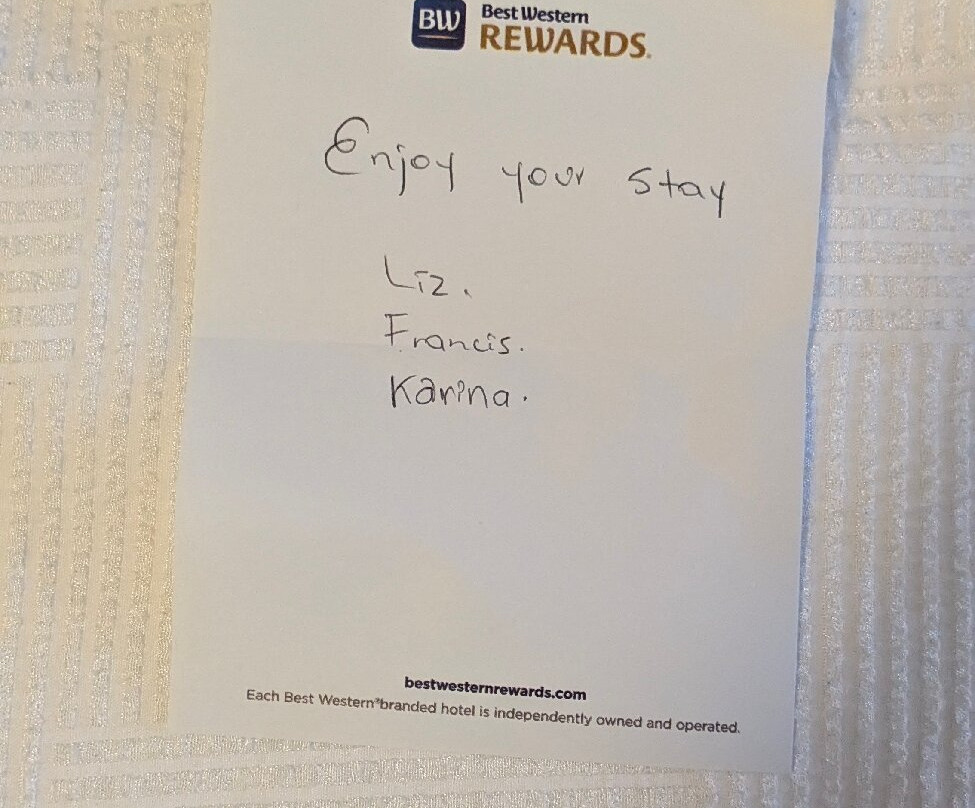 BW Best Western
REWARDS.
Enjoy your stay
Liz.
Francis.
Karina.
bestwesternrewards.com
Each Best Western®branded hotel is independently owned and operated.